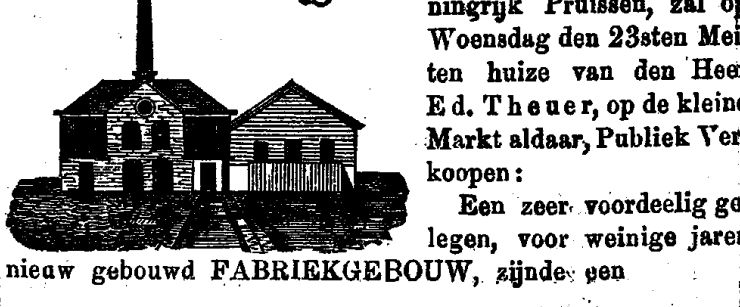 ningrijk Pruissen, zal op
Woensdag den 23sten Mei
ten huize van den Hee
Ed. Theuer, op de kleine
Markt aldaar, Publiek Ver
koopen:
Een zeer voordeelig ge
legen, voor weinige jaren
nieuw gebouwd FABRIEKGEBOUW, zijnde een